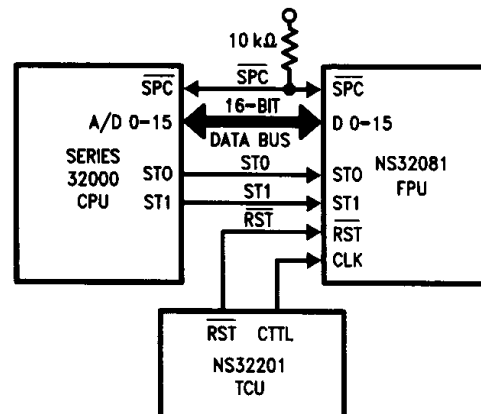 10 kΩ
SPC
SPC
SPC
16-BIT
A/D 0-15
D 0-15
DATA BUS
SERIES
32000
CPU
NS32081
FPU
ST0
ST0
ST0
ST1
ST1
ST1
RST
RST
CLK
RST CTTL
NS32201
TCU